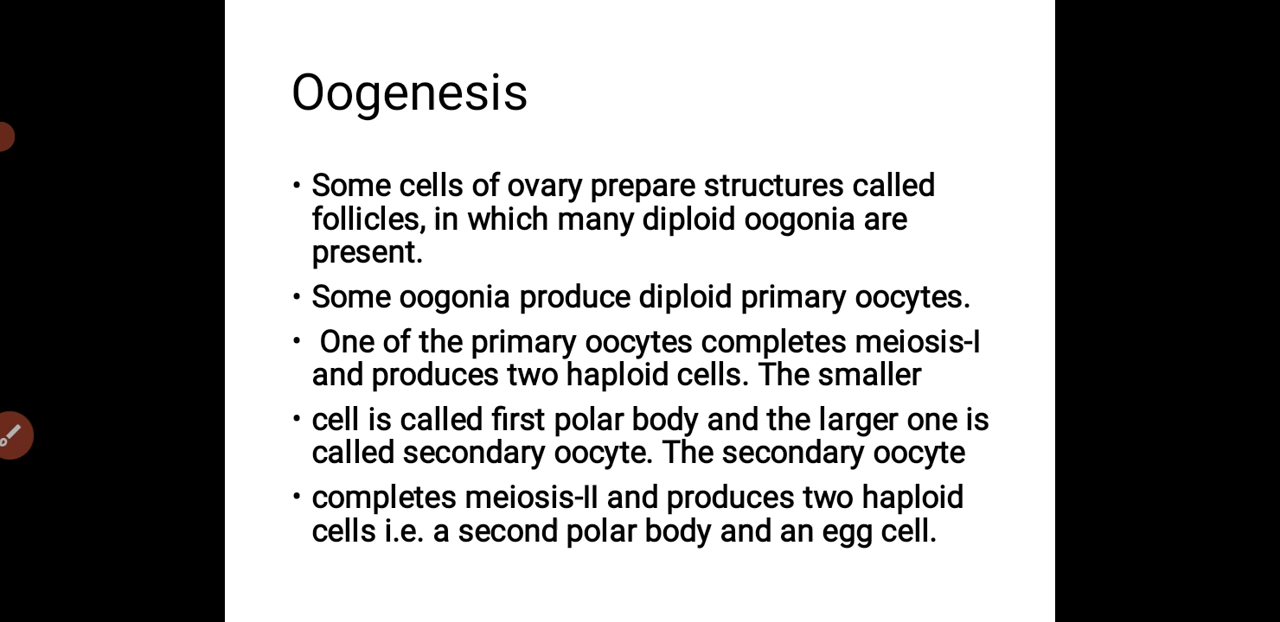 Oogenesis
• Some cells of ovary prepare structures called
follicles, in which many diploid oogonia are
present.
• Some oogonia produce diploid primary oocytes.
• One of the primary oocytes completes meiosis-I
and produces two haploid cells. The smaller
• cell is called first polar body and the larger one is
called secondary oocyte. The secondary oocyte
• completes meiosis-II and produces two haploid
cells i.e. a second polar body and an egg cell.